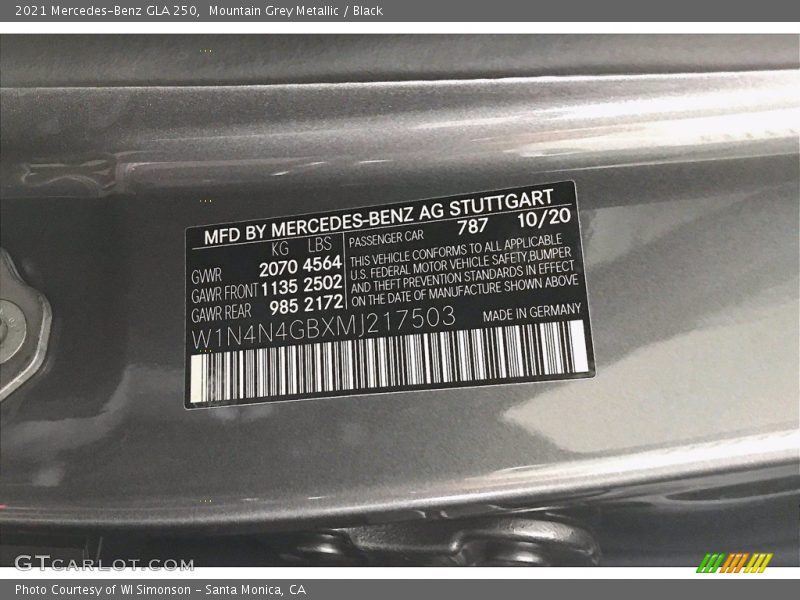 2021 Mercedes-Benz GLA 250,  Mountain Grey Metallic / Black
MFD BY MERCEDES-BENZ AG STUTTGART
KG LBS PASSENGER CAR 787 10/20
GVWR 2070 4564 THIS VEHICLE CONFORMS TO ALL APPLICABLE
GAWR FRONT 1135 2502 U.S. FEDERAL MOTOR VEHICLE SAFETY,BUMPER
GAWR REAR 985 2172 AND THEFT PREVENTION STANDARDS IN EFFECT
ON THE DATE OF MANUFACTURE SHOWN ABOVE
W1N4N4GBXMJ217503 MADE IN GERMANY
GTCARLOT.COM
Photo Courtesy of WI Simonson - Santa Monica, CA